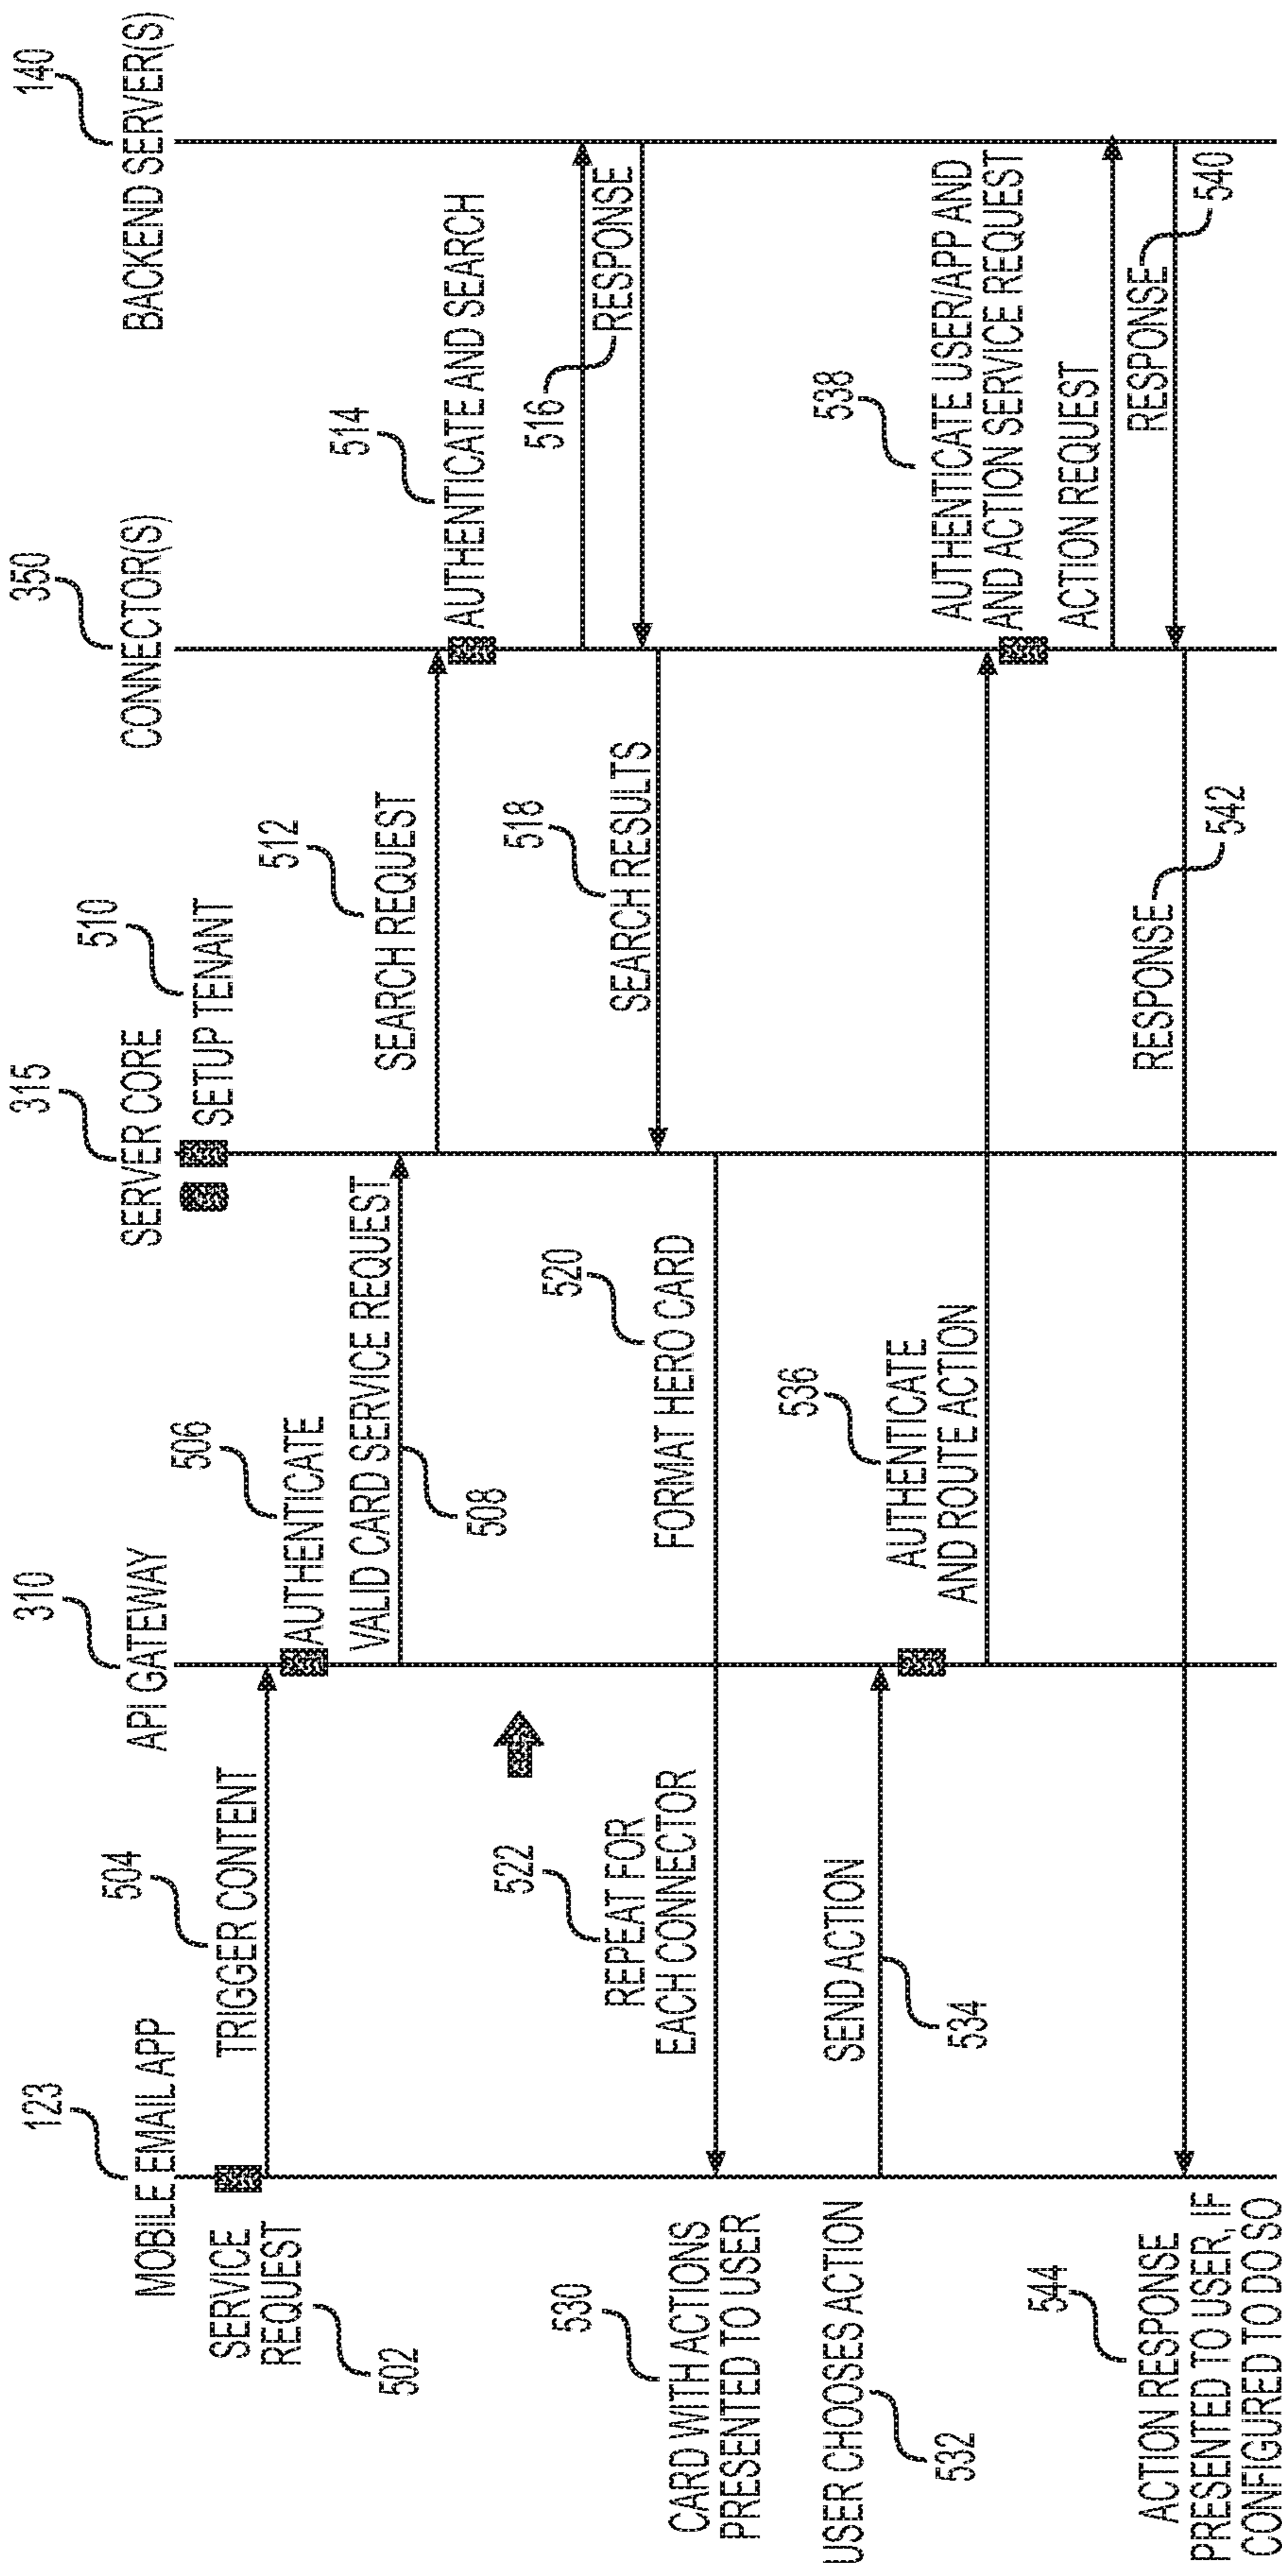 123
MOBILE EMAIL APP
310
API GATEWAY
315
SERVER CORE
350
CONNECTOR(S)
140
BACKEND SERVER(S)
510
SETUP TENANT
SERVICE
REQUEST
502
504
TRIGGER CONTENT
506
AUTHENTICATE
VALID CARD SERVICE REQUEST
508
512
SEARCH REQUEST
514
AUTHENTICATE AND SEARCH
516
RESPONSE
518
SEARCH RESULTS
520
FORMAT HERO CARD
522
REPEAT FOR
EACH CONNECTOR
530
CARD WITH ACTIONS
PRESENTED TO USER
USER CHOOSES ACTION
532
SEND ACTION
534
536
AUTHENTICATE
AND ROUTE ACTION
538
AUTHENTICATE USER/APP AND
AND ACTION SERVICE REQUEST
ACTION REQUEST
RESPONSE
540
RESPONSE
542
544
ACTION RESPONSE
PRESENTED TO USER, IF
CONFIGURED TO DO SO